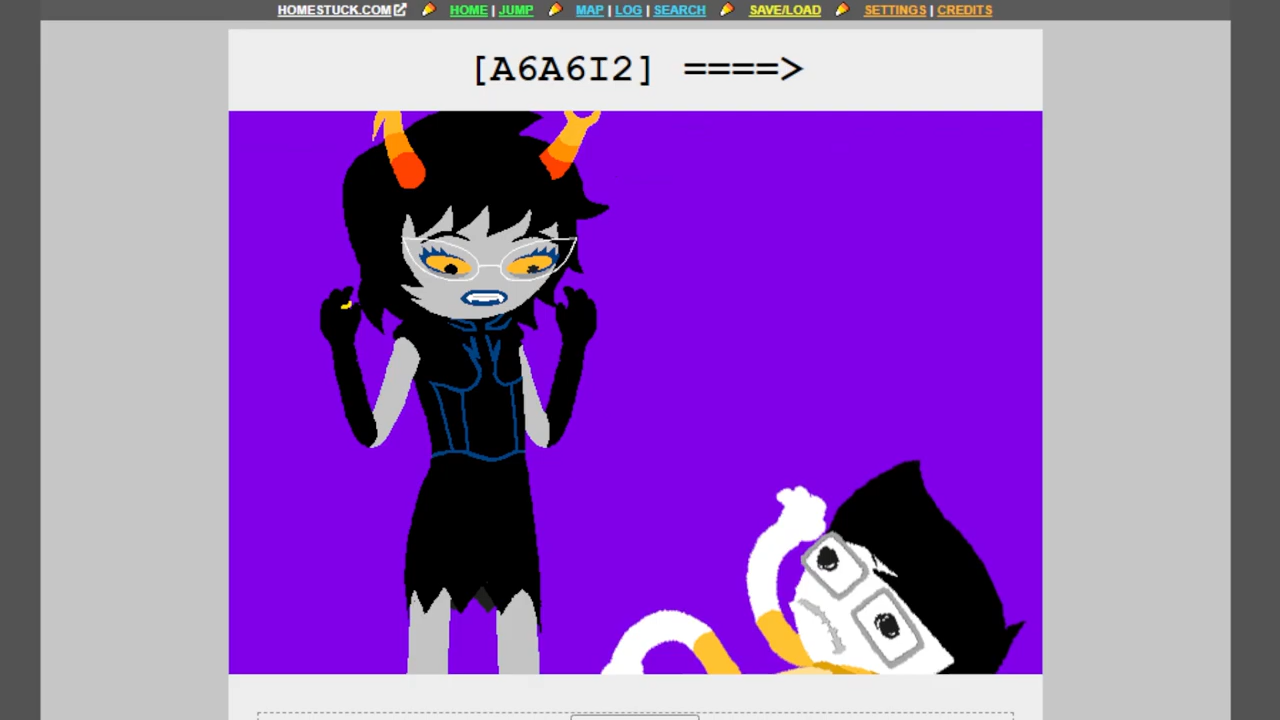 HOMESTUCK.COM HOME | JUMP MAP | LOG | SEARCH SAVE/LOAD SETTINGS | CREDITS
[A6A6I2] ====>